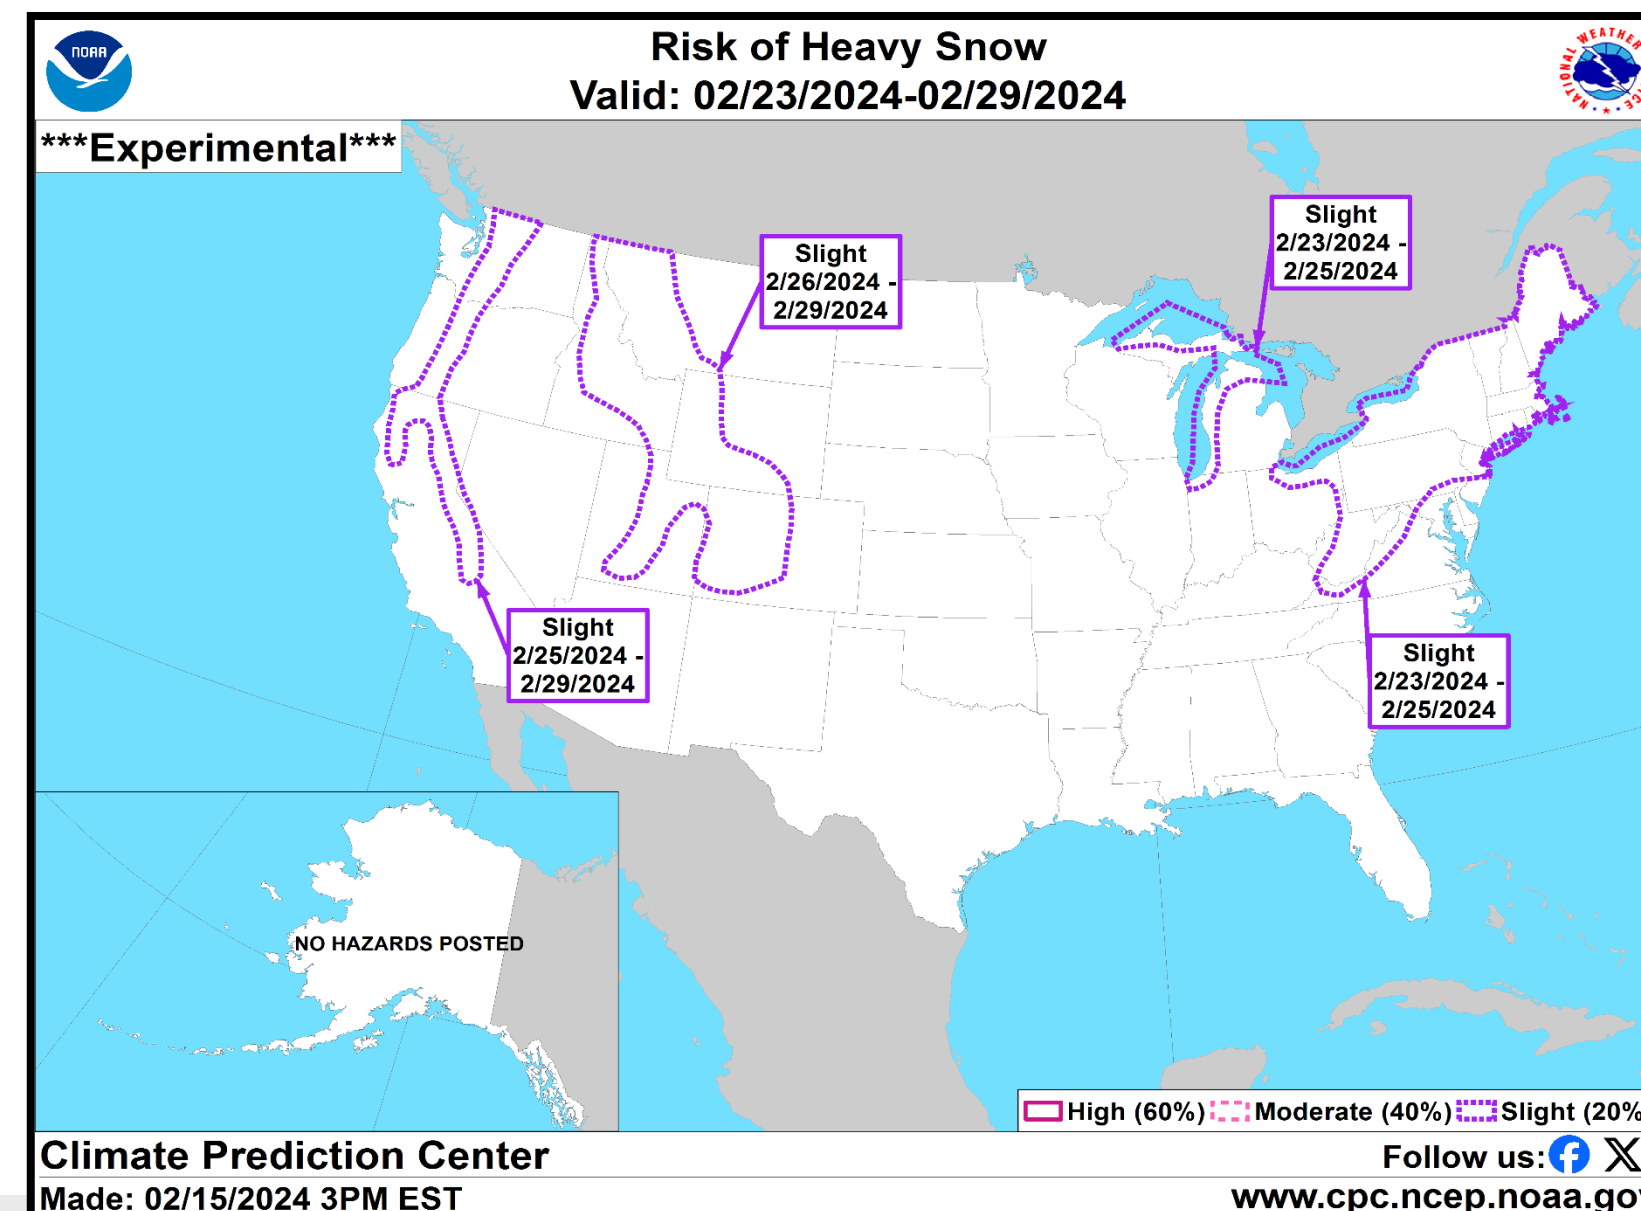 NOAA
Risk of Heavy Snow
Valid: 02/23/2024-02/29/2024
NATIONAL WEATHER
***Experimental***
Slight
2/26/2024 -
2/29/2024
Slight
2/23/2024 -
2/25/2024
Slight
2/25/2024 -
2/29/2024
Slight
2/23/2024 -
2/25/2024
NO HAZARDS POSTED
High (60%) Moderate (40%) Slight (20%
Climate Prediction Center
Follow us:
Made: 02/15/2024 3PM EST
www.cpc.ncep.noaa.gov